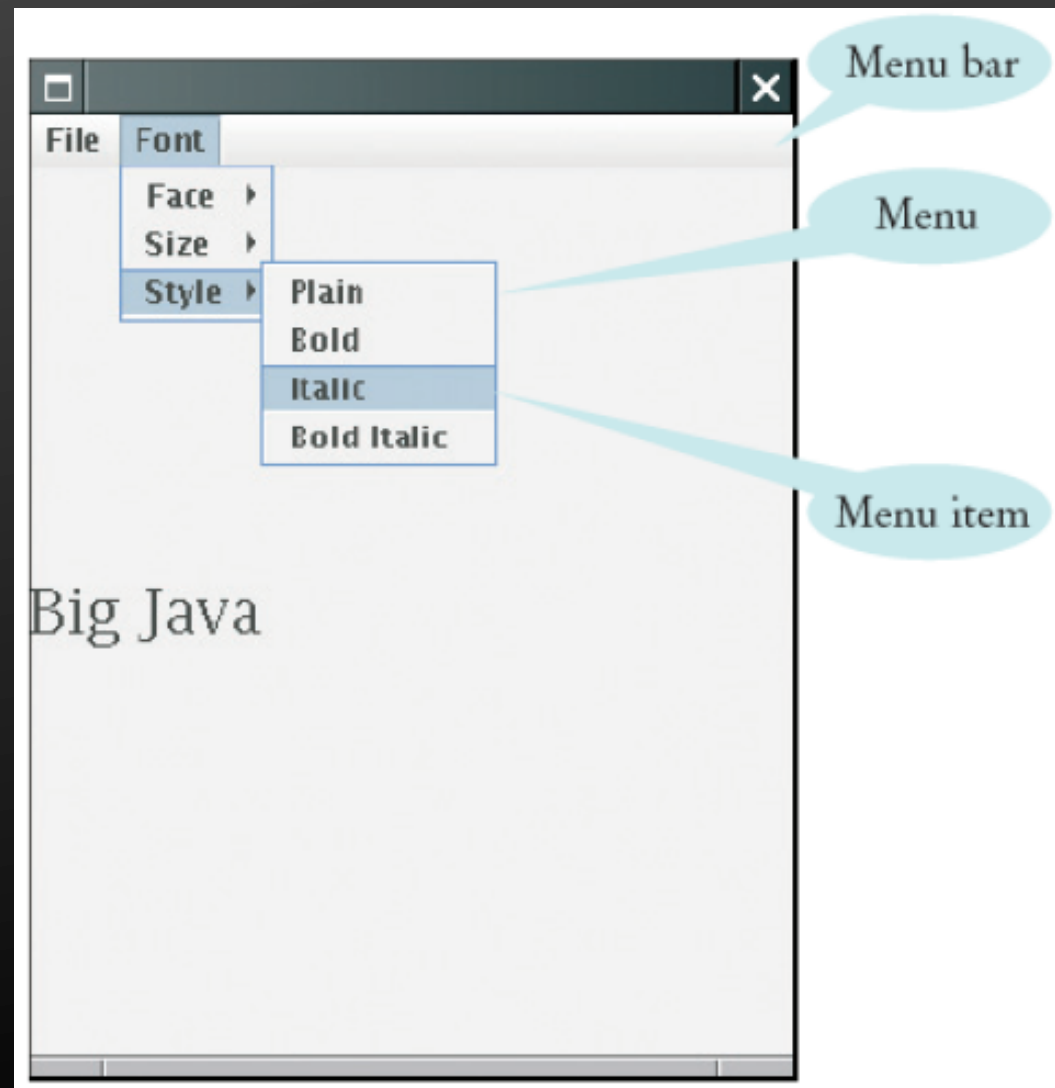 Menu bar
File Font
Face
Menu
Size
Style Plain
Bold
Italic
Bold Italic
Menu item
Big Java